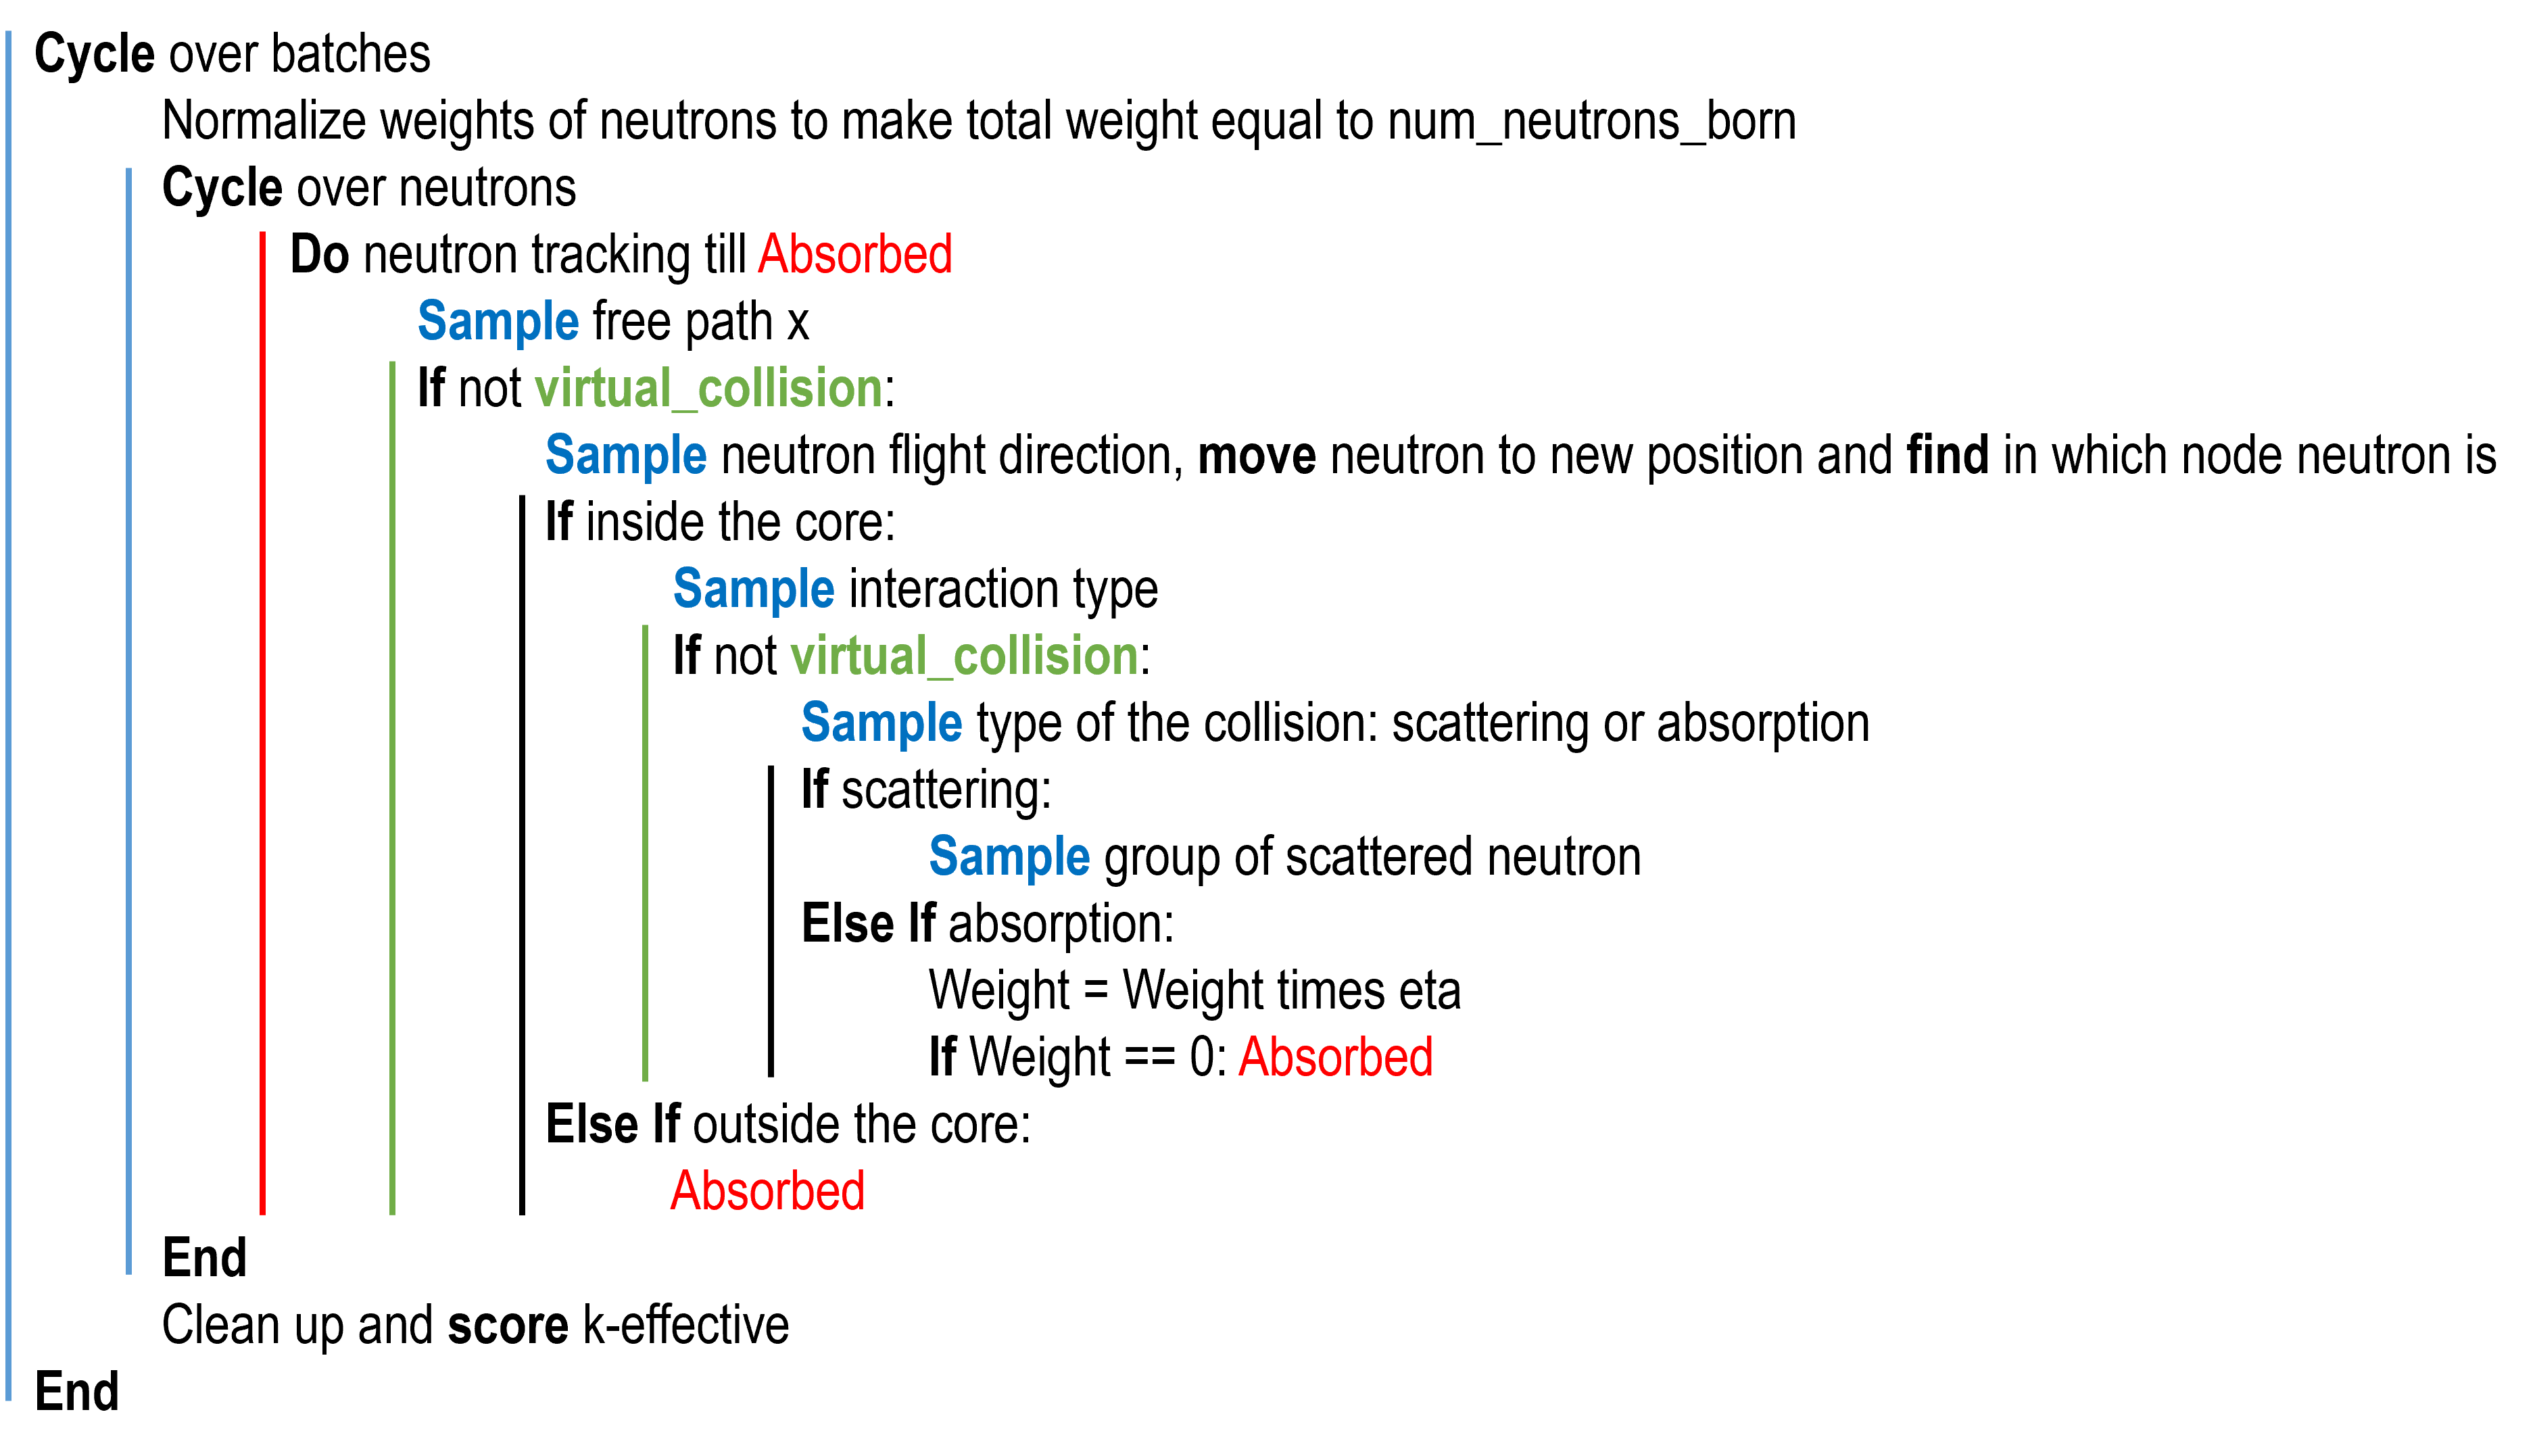 Cycle over batches
Normalize weights of neutrons to make total weight equal to num_neutrons_born
Cycle over neutrons
Do neutron tracking till Absorbed
Sample free path x
If not virtual_collision:
Sample neutron flight direction, move neutron to new position and find in which node neutron is
If inside the core:
Sample interaction type
If not virtual_collision:
Sample type of the collision: scattering or absorption
If scattering:
Sample group of scattered neutron
Else If absorption:
Weight = Weight times eta
If Weight == 0: Absorbed
Else If outside the core:
Absorbed
End
Clean up and score k-effective
End